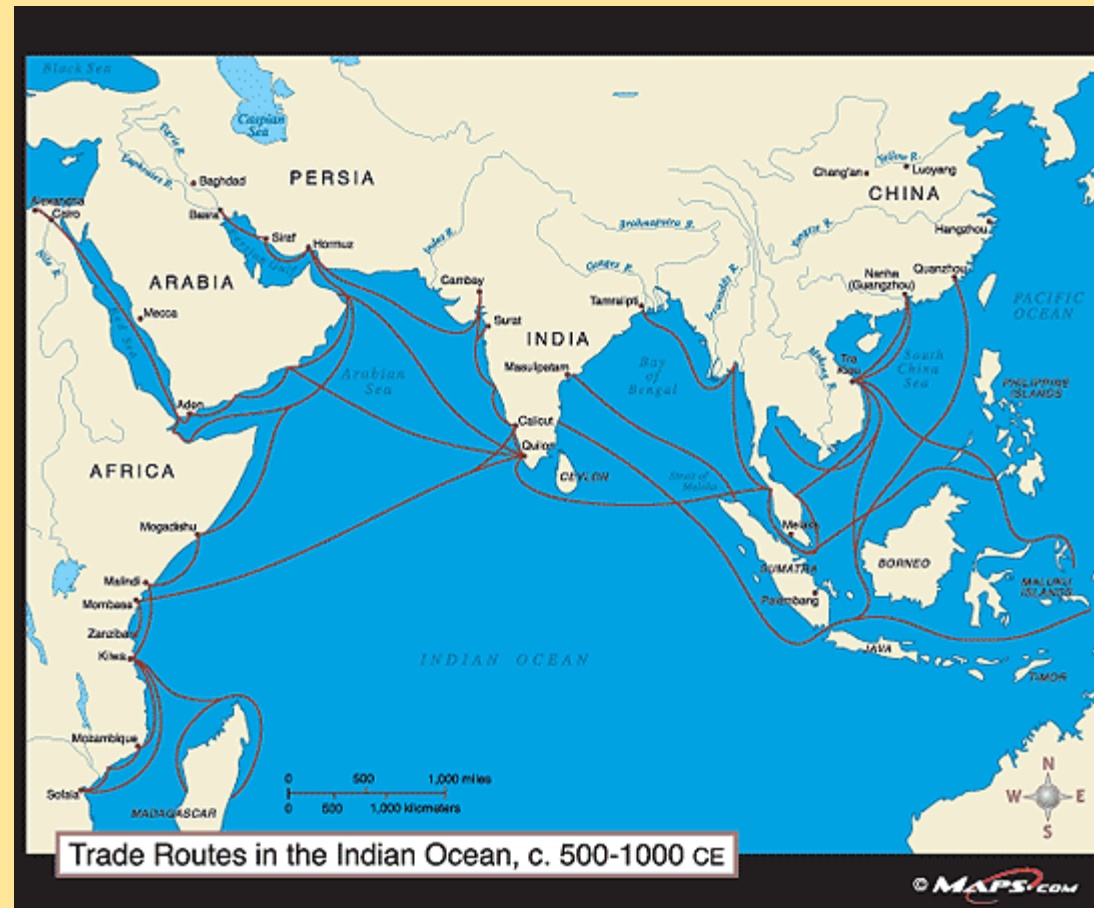 Black Sea
Caspian
Sea
Tigris R.
Euphrates R.
Baghdad
PERSIA
Chang'an
Yellow R.
Luoyang
CHINA
Alexandria
Cairo
Nile R.
Basra
Siraf
Hormuz
Persian Gulf
Indus R.
Brahmaputra R.
Yangtze R.
Hangzhou
ARABIA
Mecca
Red Sea
Cambay
Ganges R.
Tamralipti
Irrawaddy R.
Nanhai
(Guangzhou)
Quanzhou
PACIFIC
OCEAN
Surat
INDIA
Masulipatam
Bay
of
Bengal
Mekong R.
Tra
Kieu
South
China
Sea
PHILIPPINE
ISLANDS
Arabian
Sea
Aden
Calicut
Quilon
CEYLON
Strait of
Melaka
AFRICA
Mogadishu
Melaka
SUMATRA
Palembang
BORNEO
MALUKU
ISLANDS
Malindi
Mombasa
Zanzibar
Kilwa
INDIAN OCEAN
JAVA
TIMOR
Mozambique
Sofala
MADAGASCAR
0 500 1,000 miles
0 500 1,000 kilometers
N
W E
S
Trade Routes in the Indian Ocean, c. 500-1000 CE
© MAPS.COM